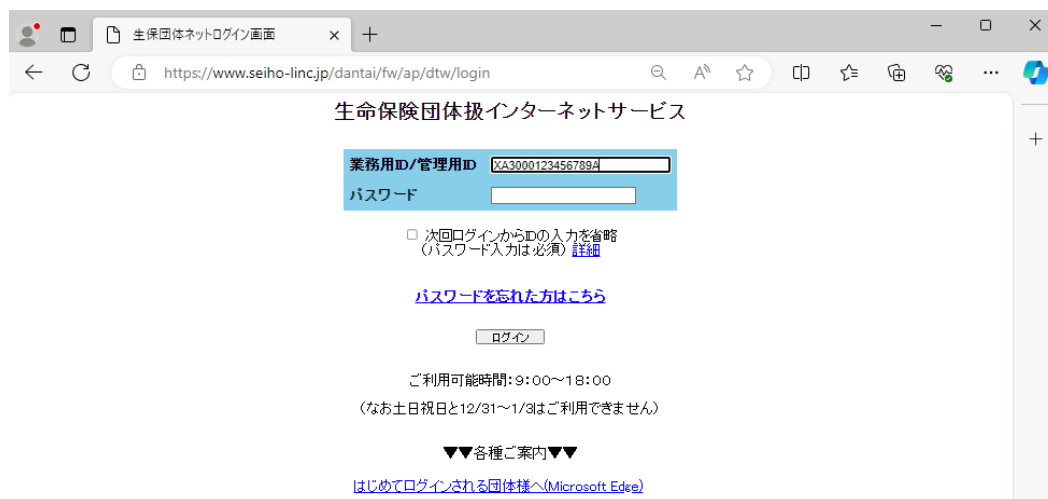 生保団体ネットログイン画面
https://www.seiho-linc.jp/dantai/fw/ap/dtw/login
生命保険団体扱インターネットサービス
業務用ID/管理用ID XA3000123456789A
パスワード
次回ログインからIDの入力を省略
(パスワード入力は必須) 詳細
パスワードを忘れた方はこちら
ログイン
ご利用可能時間:9:00～18:00
(なお土日祝日と12/31～1/3はご利用できません)
▼▼各種ご案内▼▼
はじめてログインされる団体様へ(Microsoft Edge)